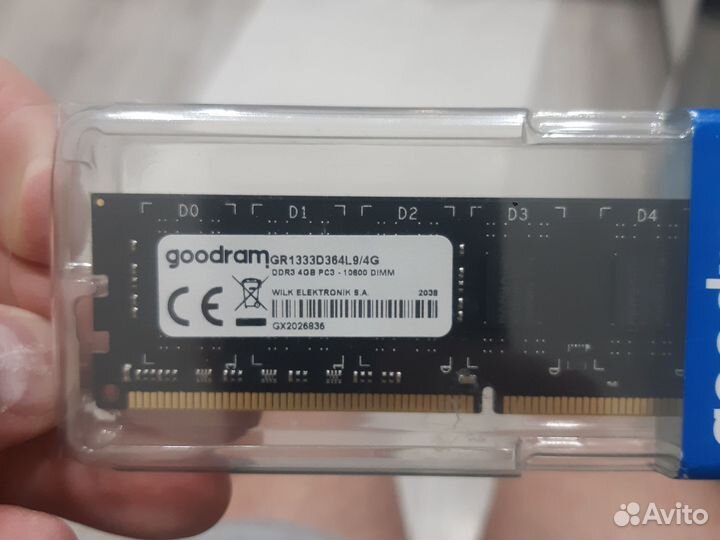 D0 D1 D2 D3 D4
goodram
GR1333D364L9/4G
DDR3 4GB PC3 - 10600 DIMM
WILK ELEKTRONIK S.A. 2038
CE
GX2026836
Avito